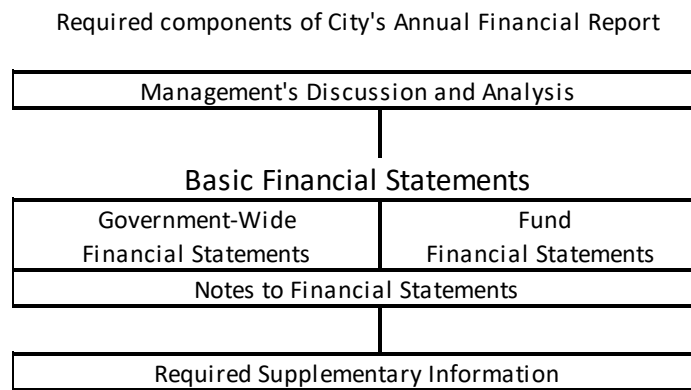 Required components of City's Annual Financial Report
Management's Discussion and Analysis
Basic Financial Statements
Government-Wide
Financial Statements
Fund
Financial Statements
Notes to Financial Statements
Required Supplementary Information